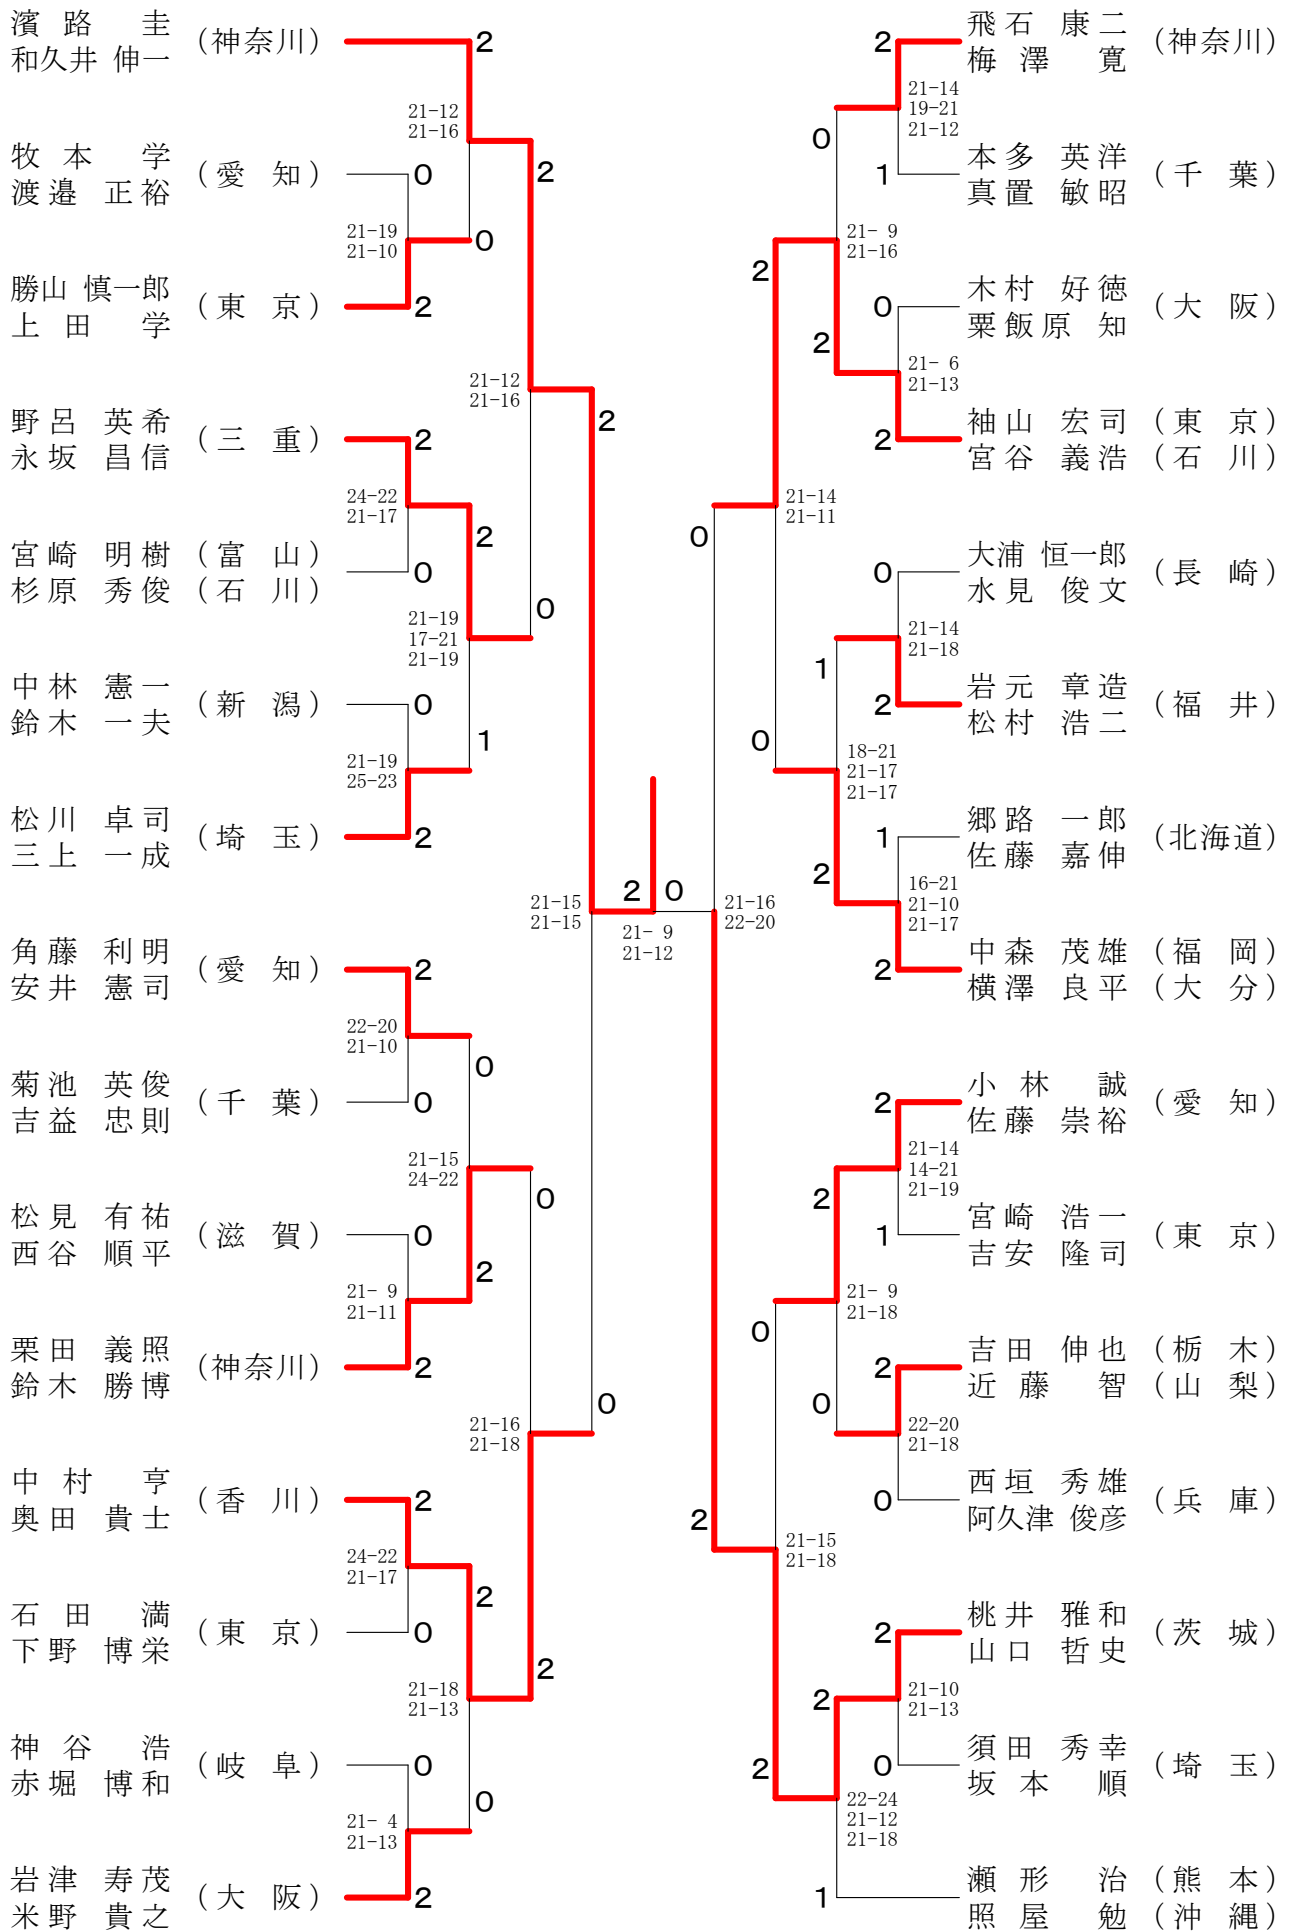 濱路 圭
和久井 伸一
(神奈川)
2
21-12
21-16
牧本 学
渡邉 正裕
(愛 知)
0
2
21-19
21-10
0
勝山 慎一郎
上田 学
(東 京)
2
21-12
21-16
2
野呂 英希
永坂 昌信
(三 重)
2
24-22
21-17
2
宮崎 明樹
杉原 秀俊
(富 山)
(石 川)
0
0
21-19
17-21
21-19
中林 憲一
鈴木 一夫
(新 潟)
0
1
21-19
25-23
松川 卓司
三上 一成
(埼 玉)
2
21-15
21-15
2
0
21- 9
21-12
角藤 利明
安井 憲司
(愛 知)
2
22-20
21-10
0
菊池 英俊
吉益 忠則
(千 葉)
0
21-15
24-22
0
松見 有祐
西谷 順平
(滋 賀)
0
2
21- 9
21-11
栗田 義照
鈴木 勝博
(神奈川)
2
0
21-16
21-18
中村 亨
奥田 貴士
(香 川)
2
24-22
21-17
2
石田 満
下野 博栄
(東 京)
0
2
21-18
21-13
神谷 浩
赤堀 博和
(岐 阜)
0
0
21- 4
21-13
岩津 寿茂
米野 貴之
(大 阪)
2
飛石 康二
梅澤 寛
(神奈川)
2
21-14
19-21
21-12
0
本多 英洋
真置 敏昭
(千 葉)
1
21- 9
21-16
2
木村 好徳
粟飯原 知
(大 阪)
0
2
21- 6
21-13
袖山 宏司
宮谷 義浩
(東 京)
(石 川)
2
21-14
21-11
0
大浦 恒一郎
水見 俊文
(長 崎)
0
21-14
21-18
1
岩元 章造
松村 浩二
(福 井)
2
0
18-21
21-17
21-17
郷路 一郎
佐藤 嘉伸
(北海道)
1
2
16-21
21-10
21-17
21-16
22-20
中森 茂雄
横澤 良平
(福 岡)
(大 分)
2
小林 誠
佐藤 崇裕
(愛 知)
2
21-14
14-21
21-19
2
宮崎 浩一
吉安 隆司
(東 京)
1
21- 9
21-18
0
吉田 伸也
近藤 智
(栃 木)
(山 梨)
2
0
22-20
21-18
西垣 秀雄
阿久津 俊彦
(兵 庫)
0
2
21-15
21-18
桃井 雅和
山口 哲史
(茨 城)
2
21-10
21-13
2
須田 秀幸
坂本 順
(埼 玉)
0
2
22-24
21-12
21-18
瀬形 治
照屋 勉
(熊 本)
(沖 縄)
1